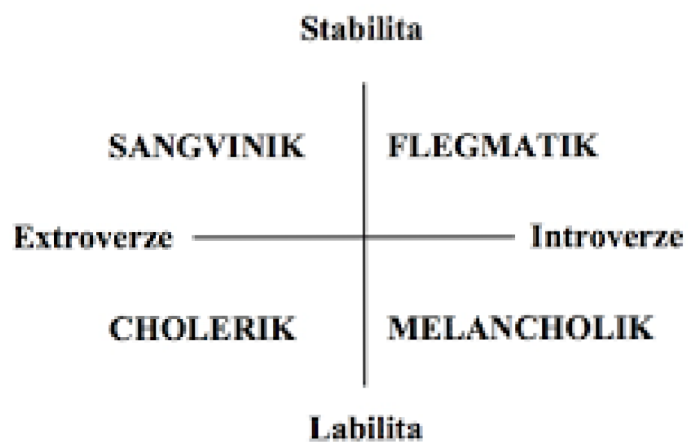 Stabilita
SANGVINIK FLEGMATIK
Extroverze Introverze
CHOLERIK MELANCHOLIK
Labilita